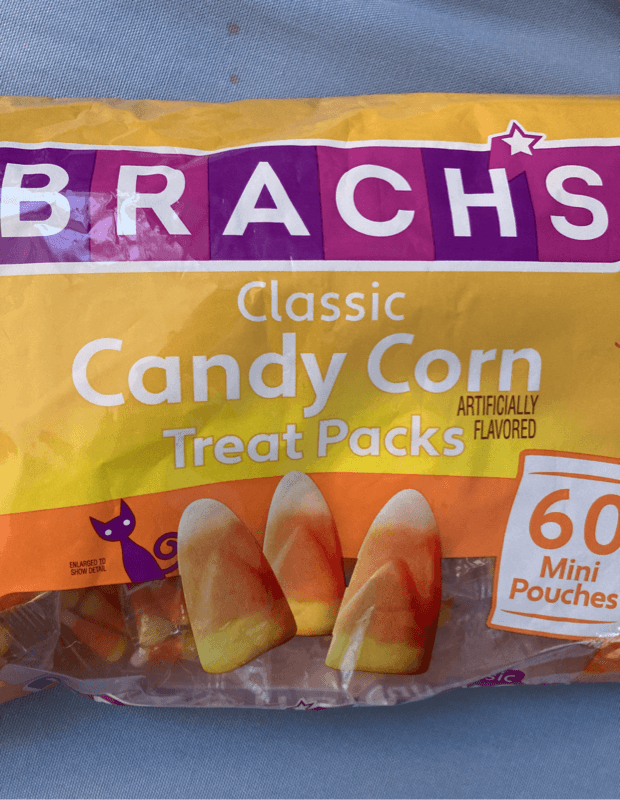 BRACH'S
Classic
Candy Corn
ARTIFICIALLY
FLAVORED
Treat Packs
60
Mini
Pouches
ENLARGED TO
SHOW DETAIL